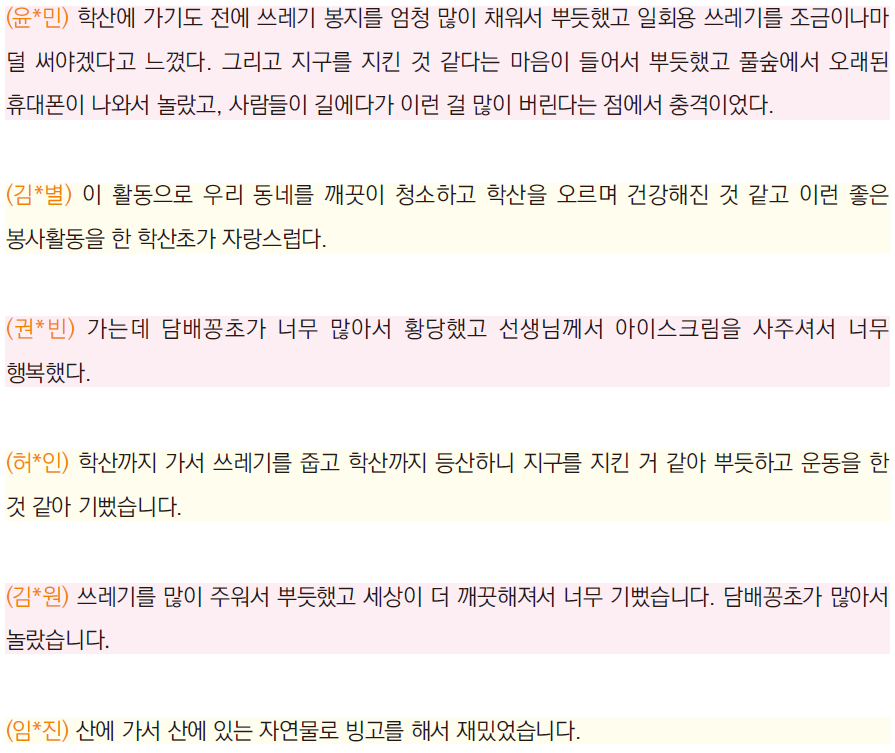 (윤*민) 학산에 가기도 전에 쓰레기 봉지를 엄청 많이 채워서 뿌듯했고 일회용 쓰레기를 조금이나마
덜 써야겠다고 느꼈다. 그리고 지구를 지킨 것 같다는 마음이 들어서 뿌듯했고 풀숲에서 오래된
휴대폰이 나와서 놀랐고, 사람들이 길에다가 이런 걸 많이 버린다는 점에서 충격이었다.
(김*별) 이 활동으로 우리 동네를 깨끗이 청소하고 학산을 오르며 건강해진 것 같고 이런 좋은
봉사활동을 한 학산초가 자랑스럽다.
(권*빈) 가는데 담배꽁초가 너무 많아서 황당했고 선생님께서 아이스크림을 사주셔서 너무
행복했다.
(허*인) 학산까지 가서 쓰레기를 줍고 학산까지 등산하니 지구를 지킨 거 같아 뿌듯하고 운동을 한
것 같아 기뻤습니다.
(김*원) 쓰레기를 많이 주워서 뿌듯했고 세상이 더 깨끗해져서 너무 기뻤습니다. 담배꽁초가 많아서
놀랐습니다.
(임*진) 산에 가서 산에 있는 자연물로 빙고를 해서 재밌었습니다.